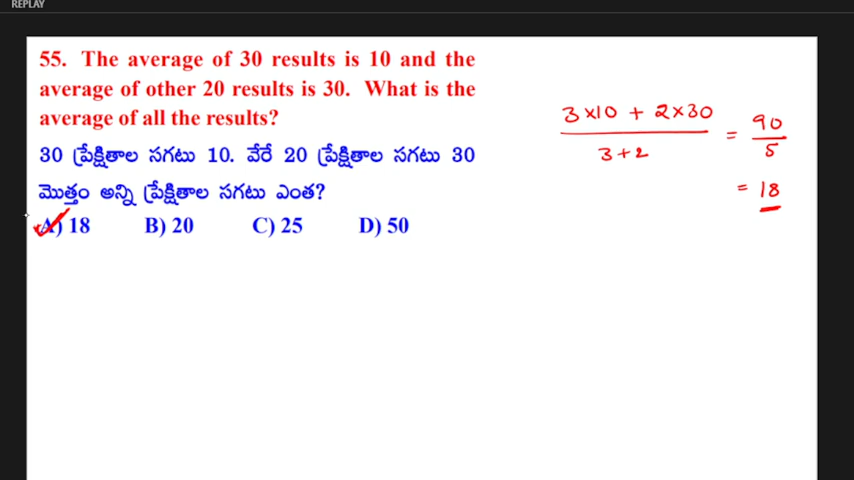 REPLAY
55. The average of 30 results is 10 and the
average of other 20 results is 30. What is the
average of all the results?
30 ప్రేక్షితాల సగటు 10. వేరే 20 ప్రేక్షితాల సగటు 30
మొత్తం అన్ని ప్రేక్షితాల సగటు ఎంత?
A) 18 B) 20 C) 25 D) 50
3×10 + 2×30
3+2
= 90
5
= 18